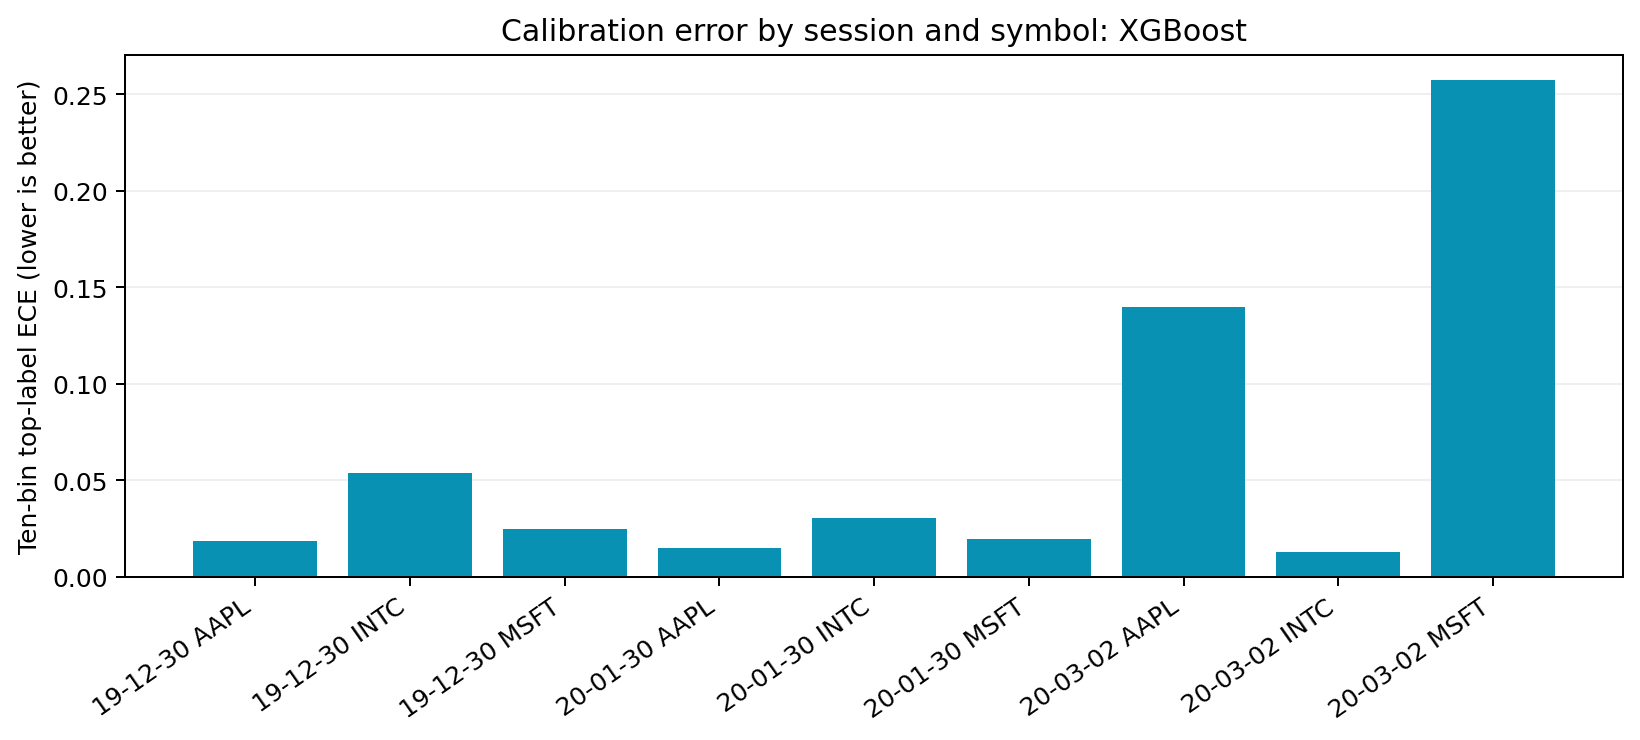 Calibration error by session and symbol: XGBoost
Ten-bin top-label ECE (lower is better)
0.25
0.20
0.15
0.10
0.05
0.00
19-12-30 AAPL
19-12-30 INTC
19-12-30 MSFT
20-01-30 AAPL
20-01-30 INTC
20-01-30 MSFT
20-03-02 AAPL
20-03-02 INTC
20-03-02 MSFT